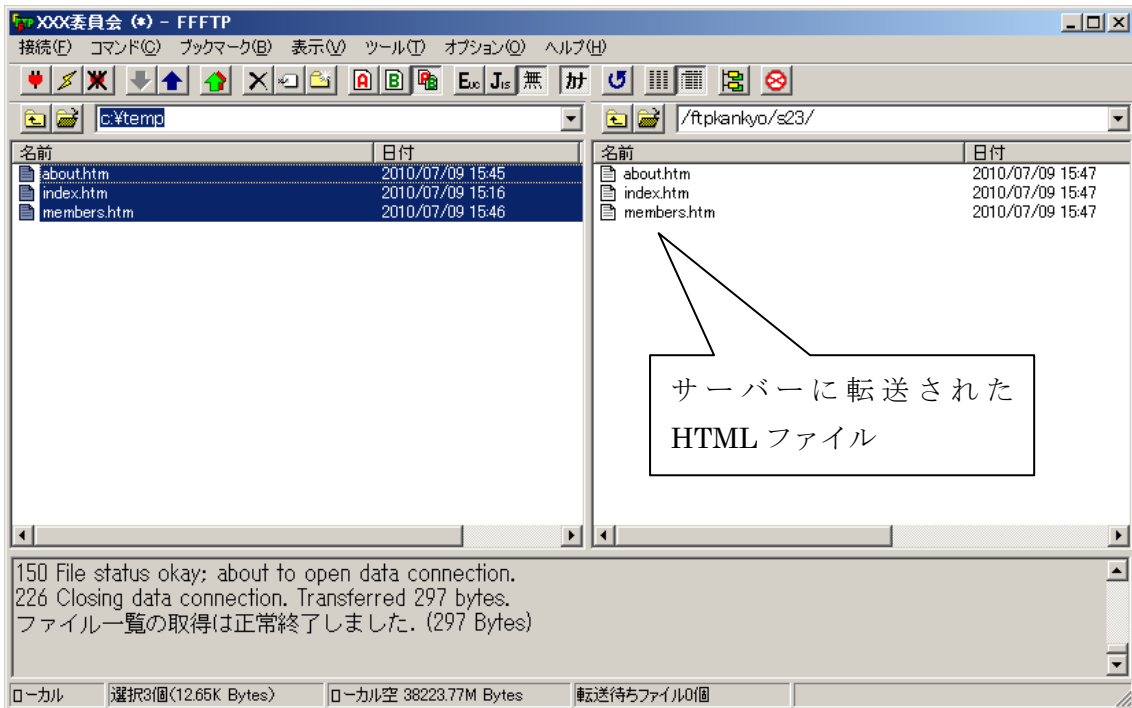 XXX委員会 (*) - FFFTP
接続(F) コマンド(C) ブックマーク(B) 表示(V) ツール(T) オプション(O) ヘルプ(H)
A B Euc Jis 無 カナ
c:¥temp
/ftpkankyo/s23/
名前 日付
about.htm 2010/07/09 15:45
index.htm 2010/07/09 15:16
members.htm 2010/07/09 15:46
名前 日付
about.htm 2010/07/09 15:47
index.htm 2010/07/09 15:47
members.htm 2010/07/09 15:47
サーバーに転送された
HTML ファイル
150 File status okay; about to open data connection.
226 Closing data connection. Transferred 297 bytes.
ファイル一覧の取得は正常終了しました. (297 Bytes)
ローカル 選択3個(12.65K Bytes) ローカル空 38223.77M Bytes 転送待ちファイル0個